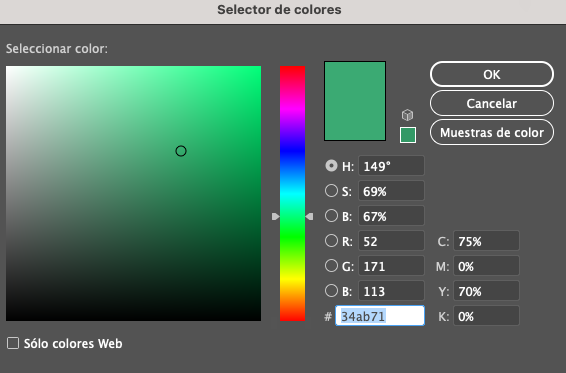 Selector de colores
Seleccionar color:
OK
Cancelar
Muestras de color
H: 149°
S: 69%
B: 67%
R: 52 C: 75%
G: 171 M: 0%
B: 113 Y: 70%
# 34ab71 K: 0%
Sólo colores Web